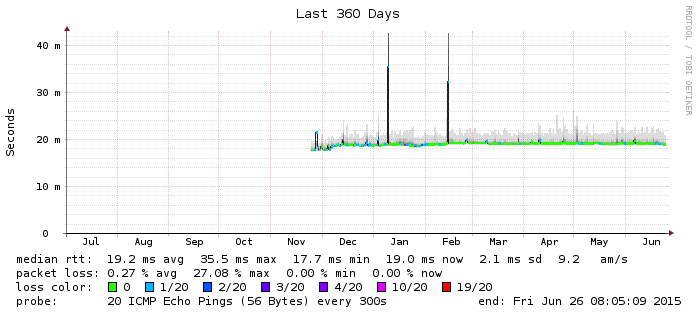 Last 360 Days
RRDTOOL / TOBI OETIKER
Seconds
40 m
30 m
20 m
10 m
0
Jul Aug Sep Oct Nov Dec Jan Feb Mar Apr May Jun
median rtt: 19.2 ms avg 35.5 ms max 17.7 ms min 19.0 ms now 2.1 ms sd 9.2 am/s
packet loss: 0.27 % avg 27.08 % max 0.00 % min 0.00 % now
loss color: 0 1/20 2/20 3/20 4/20 10/20 19/20
probe: 20 ICMP Echo Pings (56 Bytes) every 300s end: Fri Jun 26 08:05:09 2015